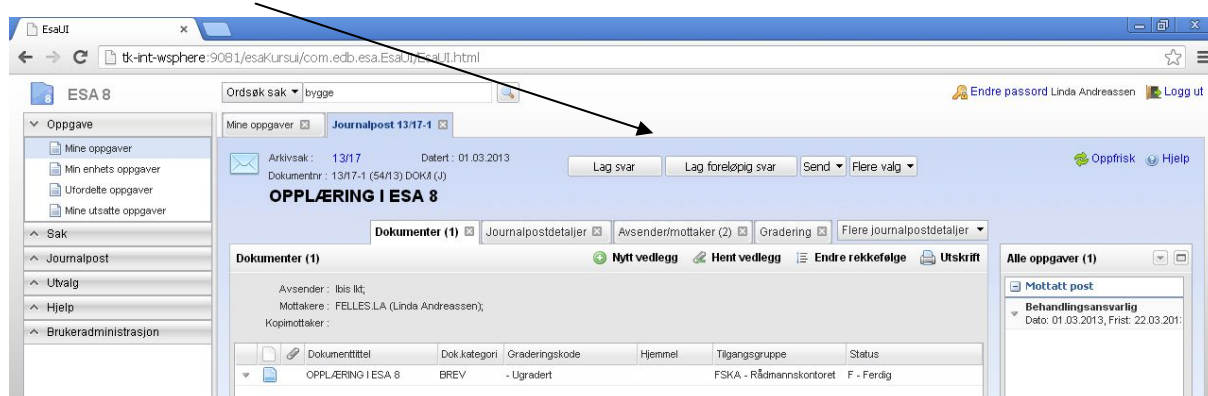 EsaUI
tk-int-wsphere:9081/esaKursui/com.edb.esa.EsaUI/EsaUI.html
8 ESA 8
Ordsøk sak bygge
Endre passord Linda Andreassen Logg ut
Oppgave
Mine oppgaver
Min enhets oppgaver
Ufordelte oppgaver
Mine utsatte oppgaver
Sak
Journalpost
Utvalg
Hjelp
Brukeradministrasjon
Mine oppgaver Journalpost 13/17-1
Arkivsak : 13/17 Datert : 01.03.2013
Dokumentnr : 13/17-1 (54/13) DOK/I (J)
OPPLÆRING I ESA 8
Lag svar Lag foreløpig svar Send Flere valg
Oppfrisk Hjelp
Dokumenter (1) Journalpostdetaljer Avsender/mottaker (2) Gradering Flere journalpostdetaljer
Dokumenter (1) Nytt vedlegg Hent vedlegg Endre rekkefølge Utskrift
Avsender : Ibis Ikt;
Mottakere : FELLES.LA (Linda Andreassen);
Kopimottaker :
Dokumenttittel Dok.kategori Graderingskode Hjemmel Tilgangsgruppe Status
OPPLÆRING I ESA 8 BREV - Ugradert FSKA - Rådmannskontoret F - Ferdig
Alle oppgaver (1)
Mottatt post
Behandlingsansvarlig
Dato: 01.03.2013, Frist: 22.03.201